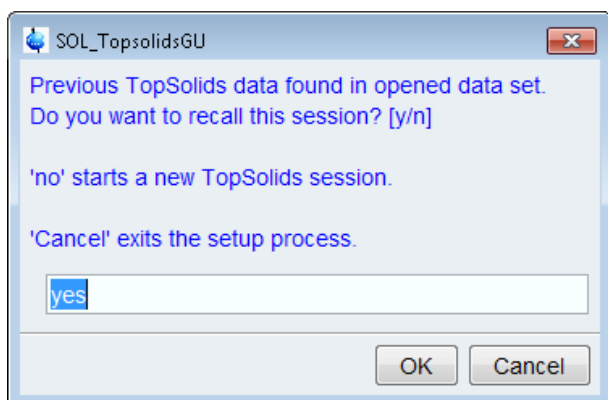 SOL_TopsolidsGU
Previous TopSolids data found in opened data set.
Do you want to recall this session? [y/n]
'no' starts a new TopSolids session.
'Cancel' exits the setup process.
yes
OK Cancel